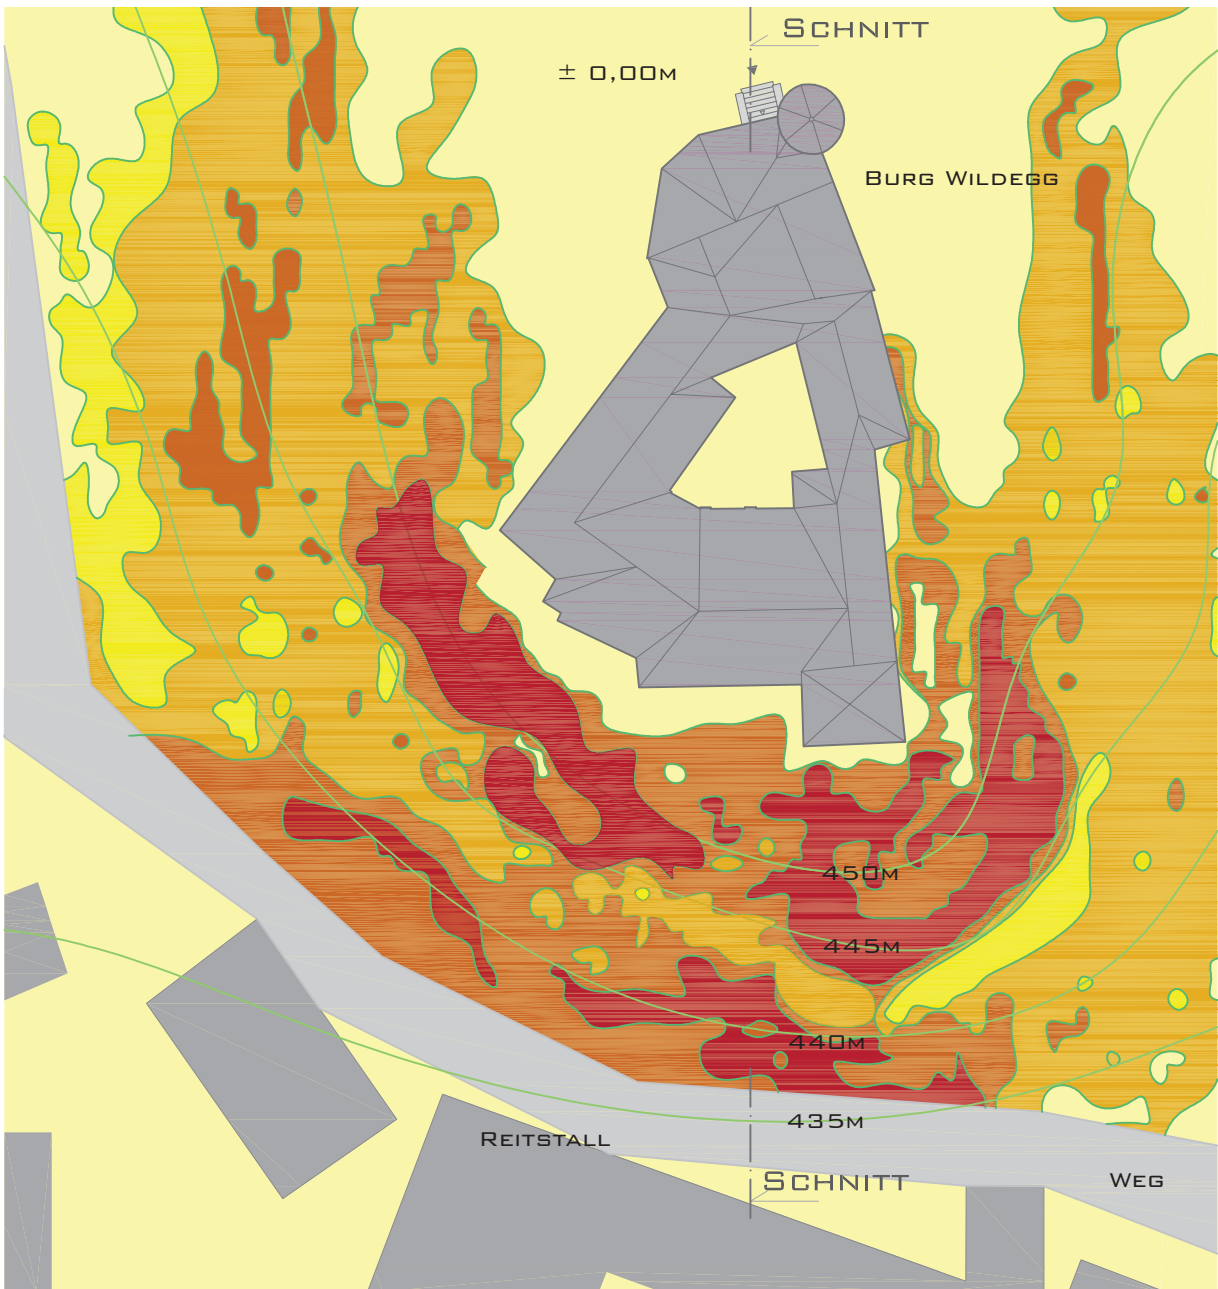 SCHNITT
± 0,00M
BURG WILDEGG
450M
445M
440M
435M
REITSTALL
SCHNITT
WEG